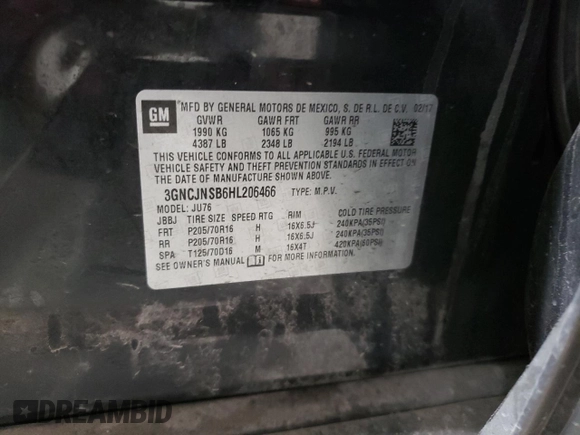 GM
MFD BY GENERAL MOTORS DE MEXICO, S. DE R.L. DE C.V. 02/17
GVWR GAWR FRT GAWR RR
1990 KG 1065 KG 995 KG
4387 LB 2348 LB 2194 LB
THIS VEHICLE CONFORMS TO ALL APPLICABLE U.S. FEDERAL MOTOR
VEHICLE SAFETY AND THEFT PREVENTION STANDARDS IN EFFECT ON
THE DATE OF MANUFACTURE SHOWN ABOVE.
3GNCJNSB6HL206466 TYPE: M.P.V.
MODEL: JU76
JBBJ TIRE SIZE SPEED RTG RIM COLD TIRE PRESSURE
FRT P205/70R16 H 16X6.5J 240KPA(35PSI)
RR P205/70R16 H 16X6.5J 240KPA(35PSI)
SPA T125/70D16 M 16X4T 420KPA(60PSI)
SEE OWNER'S MANUAL FOR MORE INFORMATION.
DREAMBID